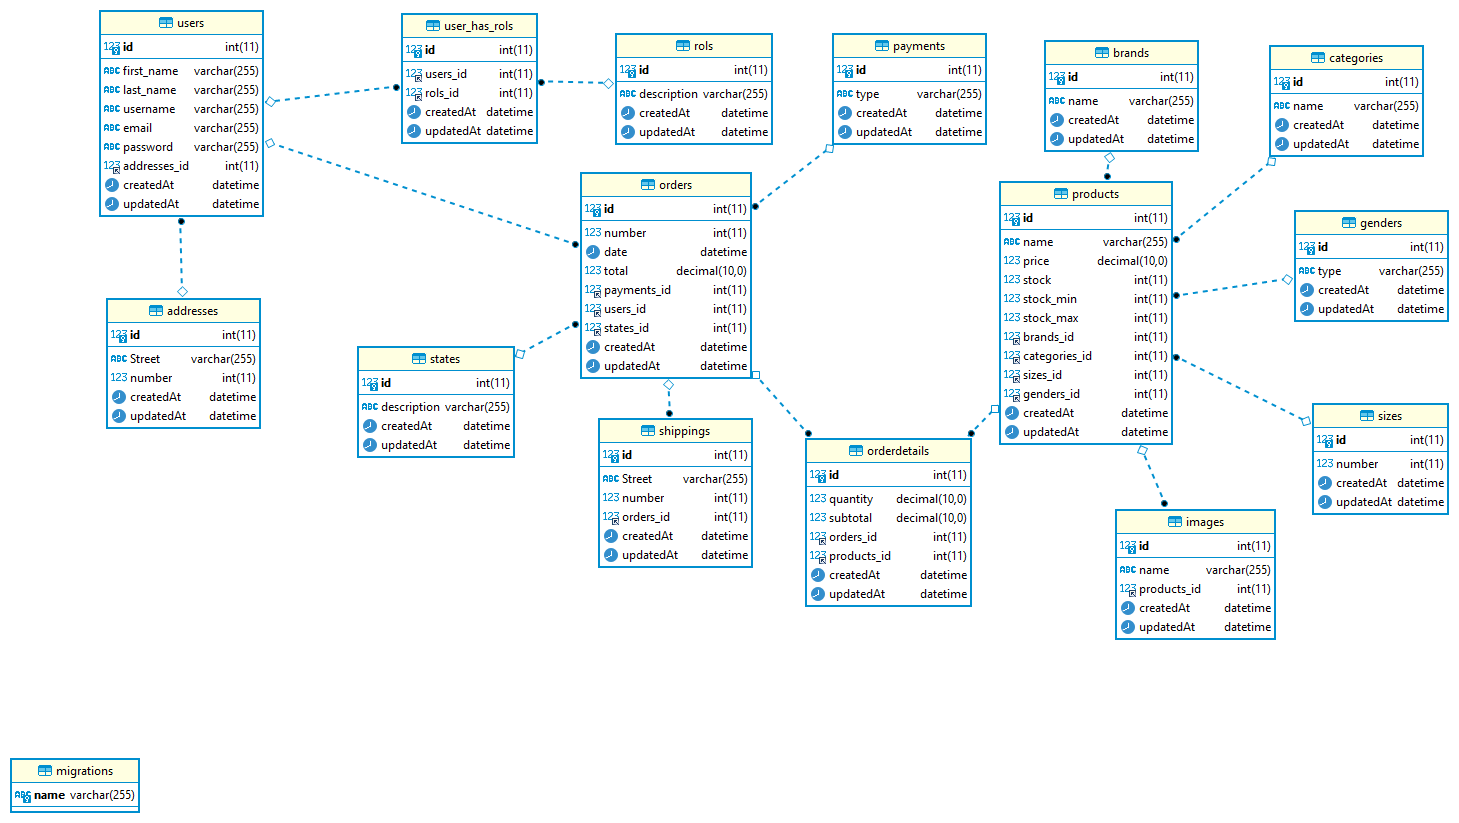 users
id int(11)
first_name varchar(255)
last_name varchar(255)
username varchar(255)
email varchar(255)
password varchar(255)
addresses_id int(11)
createdAt datetime
updatedAt datetime
user_has_rols
id int(11)
users_id int(11)
rols_id int(11)
createdAt datetime
updatedAt datetime
rols
id int(11)
description varchar(255)
createdAt datetime
updatedAt datetime
payments
id int(11)
type varchar(255)
createdAt datetime
updatedAt datetime
brands
id int(11)
name varchar(255)
createdAt datetime
updatedAt datetime
categories
id int(11)
name varchar(255)
createdAt datetime
updatedAt datetime
orders
id int(11)
number int(11)
date datetime
total decimal(10,0)
payments_id int(11)
users_id int(11)
states_id int(11)
createdAt datetime
updatedAt datetime
products
id int(11)
name varchar(255)
price decimal(10,0)
stock int(11)
stock_min int(11)
stock_max int(11)
brands_id int(11)
categories_id int(11)
sizes_id int(11)
genders_id int(11)
createdAt datetime
updatedAt datetime
genders
id int(11)
type varchar(255)
createdAt datetime
updatedAt datetime
addresses
id int(11)
Street varchar(255)
number int(11)
createdAt datetime
updatedAt datetime
states
id int(11)
description varchar(255)
createdAt datetime
updatedAt datetime
shippings
id int(11)
Street varchar(255)
number int(11)
orders_id int(11)
createdAt datetime
updatedAt datetime
orderdetails
id int(11)
quantity decimal(10,0)
subtotal decimal(10,0)
orders_id int(11)
products_id int(11)
createdAt datetime
updatedAt datetime
sizes
id int(11)
number int(11)
createdAt datetime
updatedAt datetime
images
id int(11)
name varchar(255)
products_id int(11)
createdAt datetime
updatedAt datetime
migrations
name varchar(255)